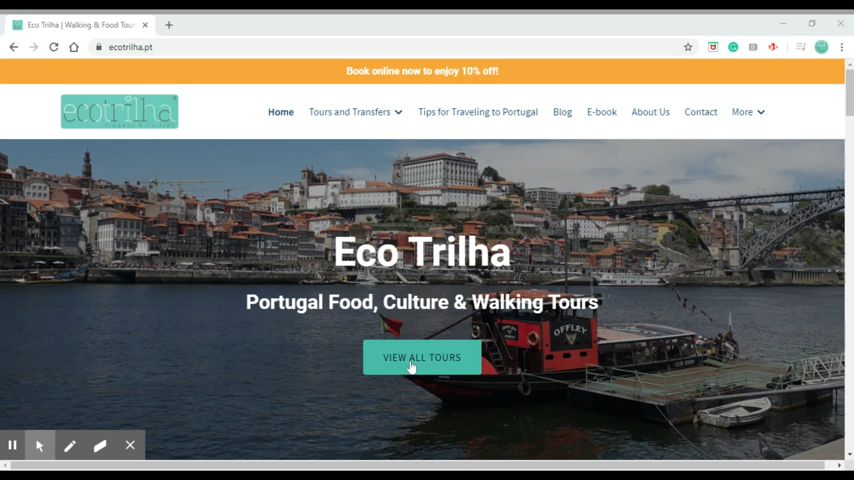 Eco Trilha | Walking & Food Tour
ecotrilha.pt
Book online now to enjoy 10% off!
ecotrilha
Home Tours and Transfers Tips for Traveling to Portugal Blog E-book About Us Contact More
Eco Trilha
Portugal Food, Culture & Walking Tours
OFFLEY
OFFLEY
VIEW ALL TOURS